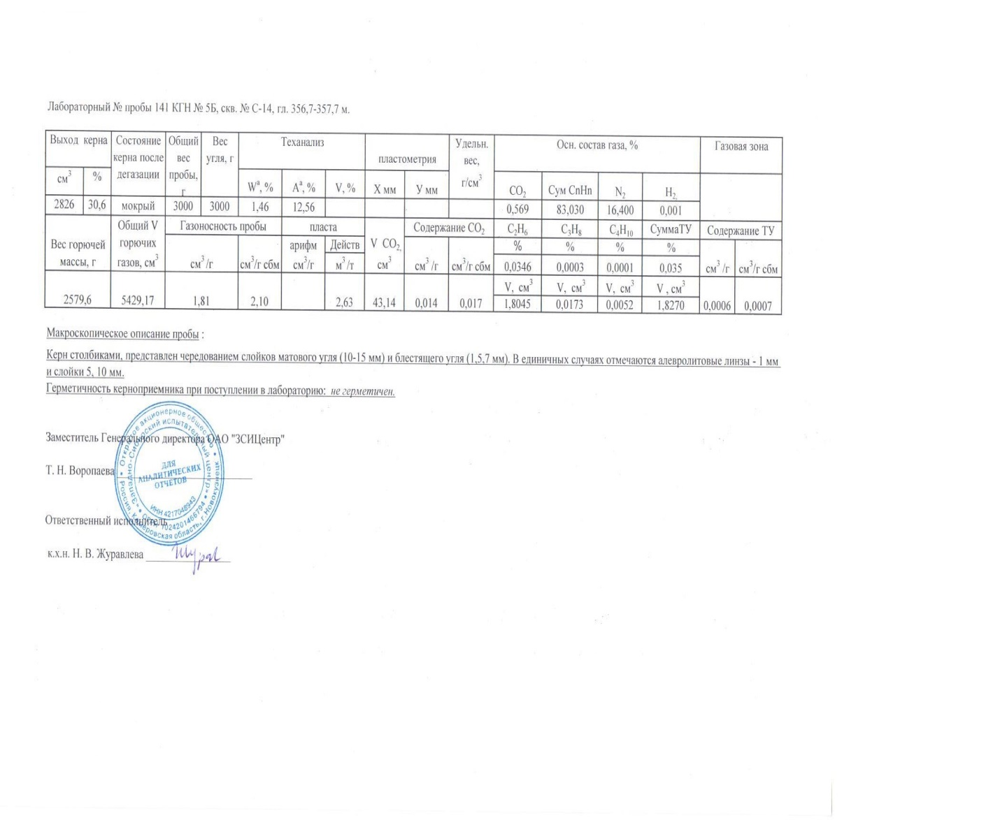 Лабораторный № пробы 141 КГН № 5Б, скв. № С-14, гл. 356,7-357,7 м.
Выход керна Состояние керна после дегазации Общий вес пробы, г Вес угля, г Теханализ пластометрия Удельн. вес, г/см³ Осн. состав газа, % Газовая зона
см³ % Wᵃ, % Aᵃ, % V, % X мм У мм CO₂ Сум CnHn N₂ H₂,
2826 30,6 мокрый 3000 3000 1,46 12,56 0,569 83,030 16,400 0,001
Вес горючей массы, г Общий V горючих газов, см³ Газоносность пробы пласта V CO₂, см³ Содержание CO₂ C₂H₆ C₃H₈ C₄H₁₀ СуммаТУ Содержание ТУ
см³/г см³/г сбм арифм см³/г Действ м³/т см³ /г см³/г сбм % % % % см³ /г см³/г сбм
0,0346 0,0003 0,0001 0,035
V, см³ V, см³ V, см³ V , см³
2579,6 5429,17 1,81 2,10 2,63 43,14 0,014 0,017 1,8045 0,0173 0,0052 1,8270 0,0006 0,0007
Макроскопическое описание пробы :
Керн столбиками, представлен чередованием слойков матового угля (10-15 мм) и блестящего угля (1,5,7 мм). В единичных случаях отмечаются алевролитовые линзы - 1 мм
и слойки 5, 10 мм.
Герметичность керноприемника при поступлении в лабораторию: не герметичен.
Заместитель Генерального директора ОАО "ЗСИЦентр"
Т. Н. Воропаева
Ответственный исполнитель
к.х.н. Н. В. Журавлева
Открытое акционерное общество
Россия, Кемеровская область, г. Новокузнецк
«Западно-Сибирский испытательный центр»
ОГРН 1024201466794
ИНН 4217048943
ДЛЯ
АНАЛИТИЧЕСКИХ
ОТЧЕТОВ